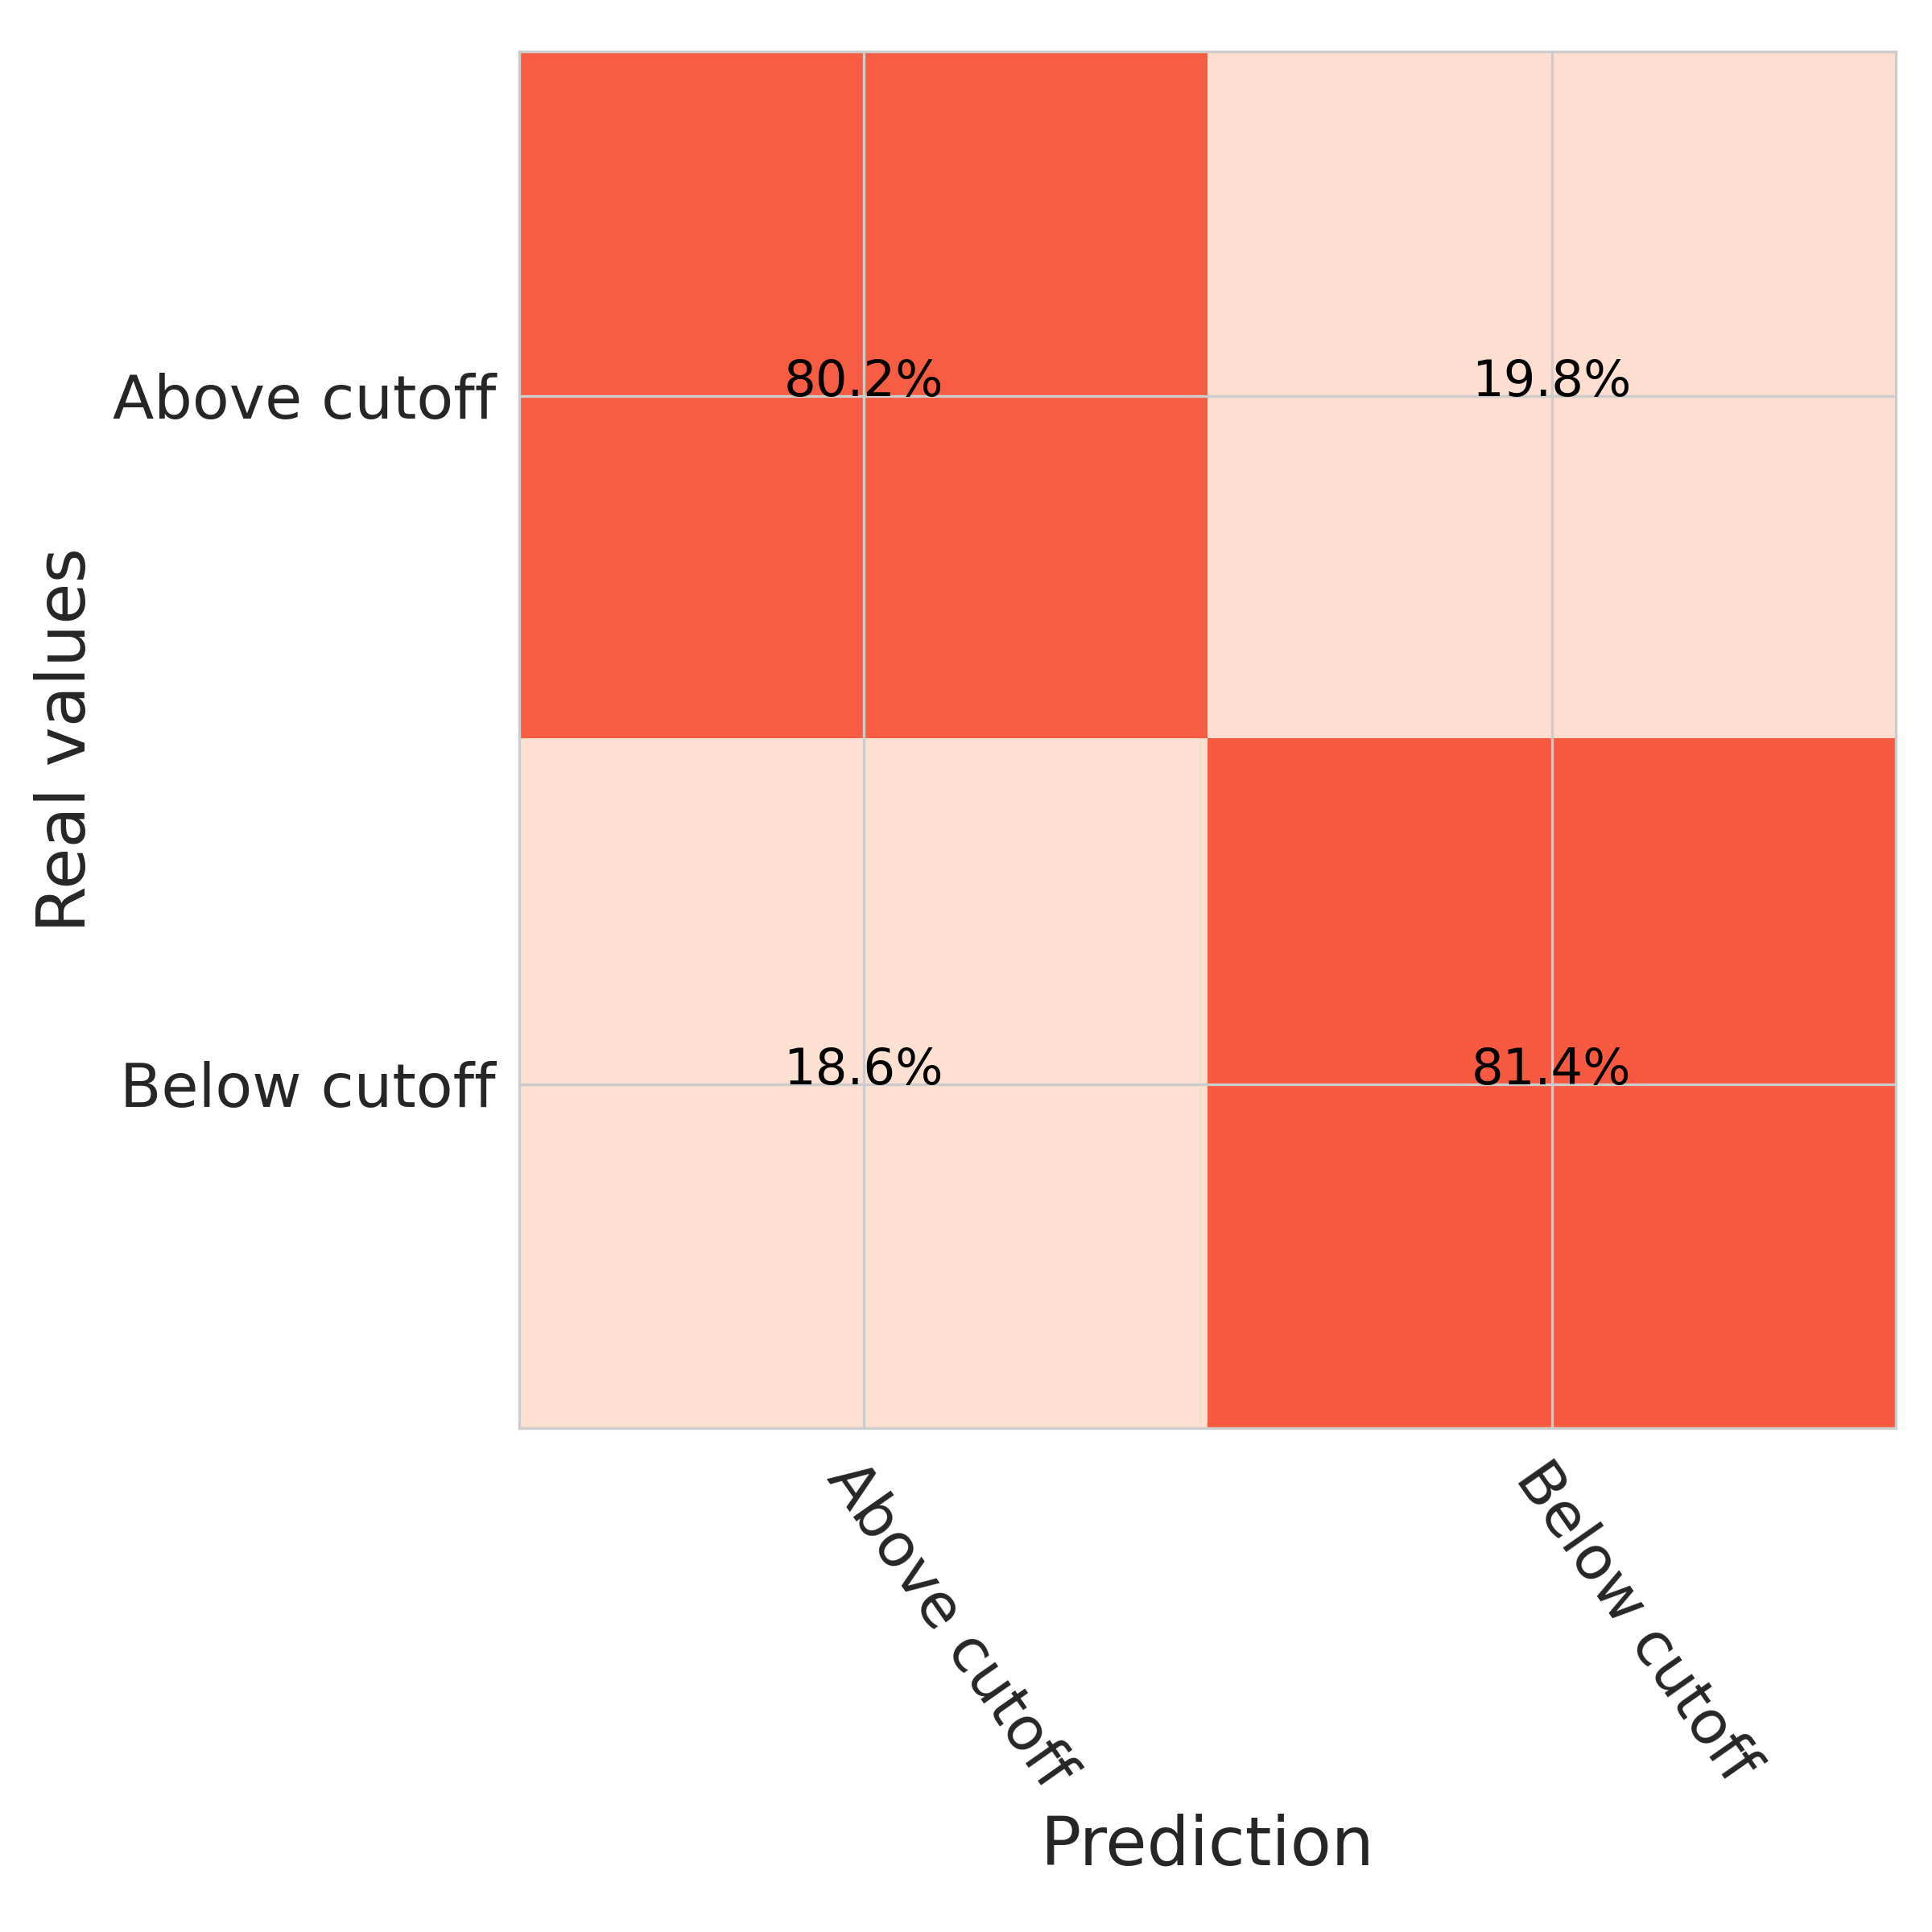 80.2%
19.8%
Above cutoff
Real values
18.6%
81.4%
Below cutoff
Above cutoff
Below cutoff
Prediction